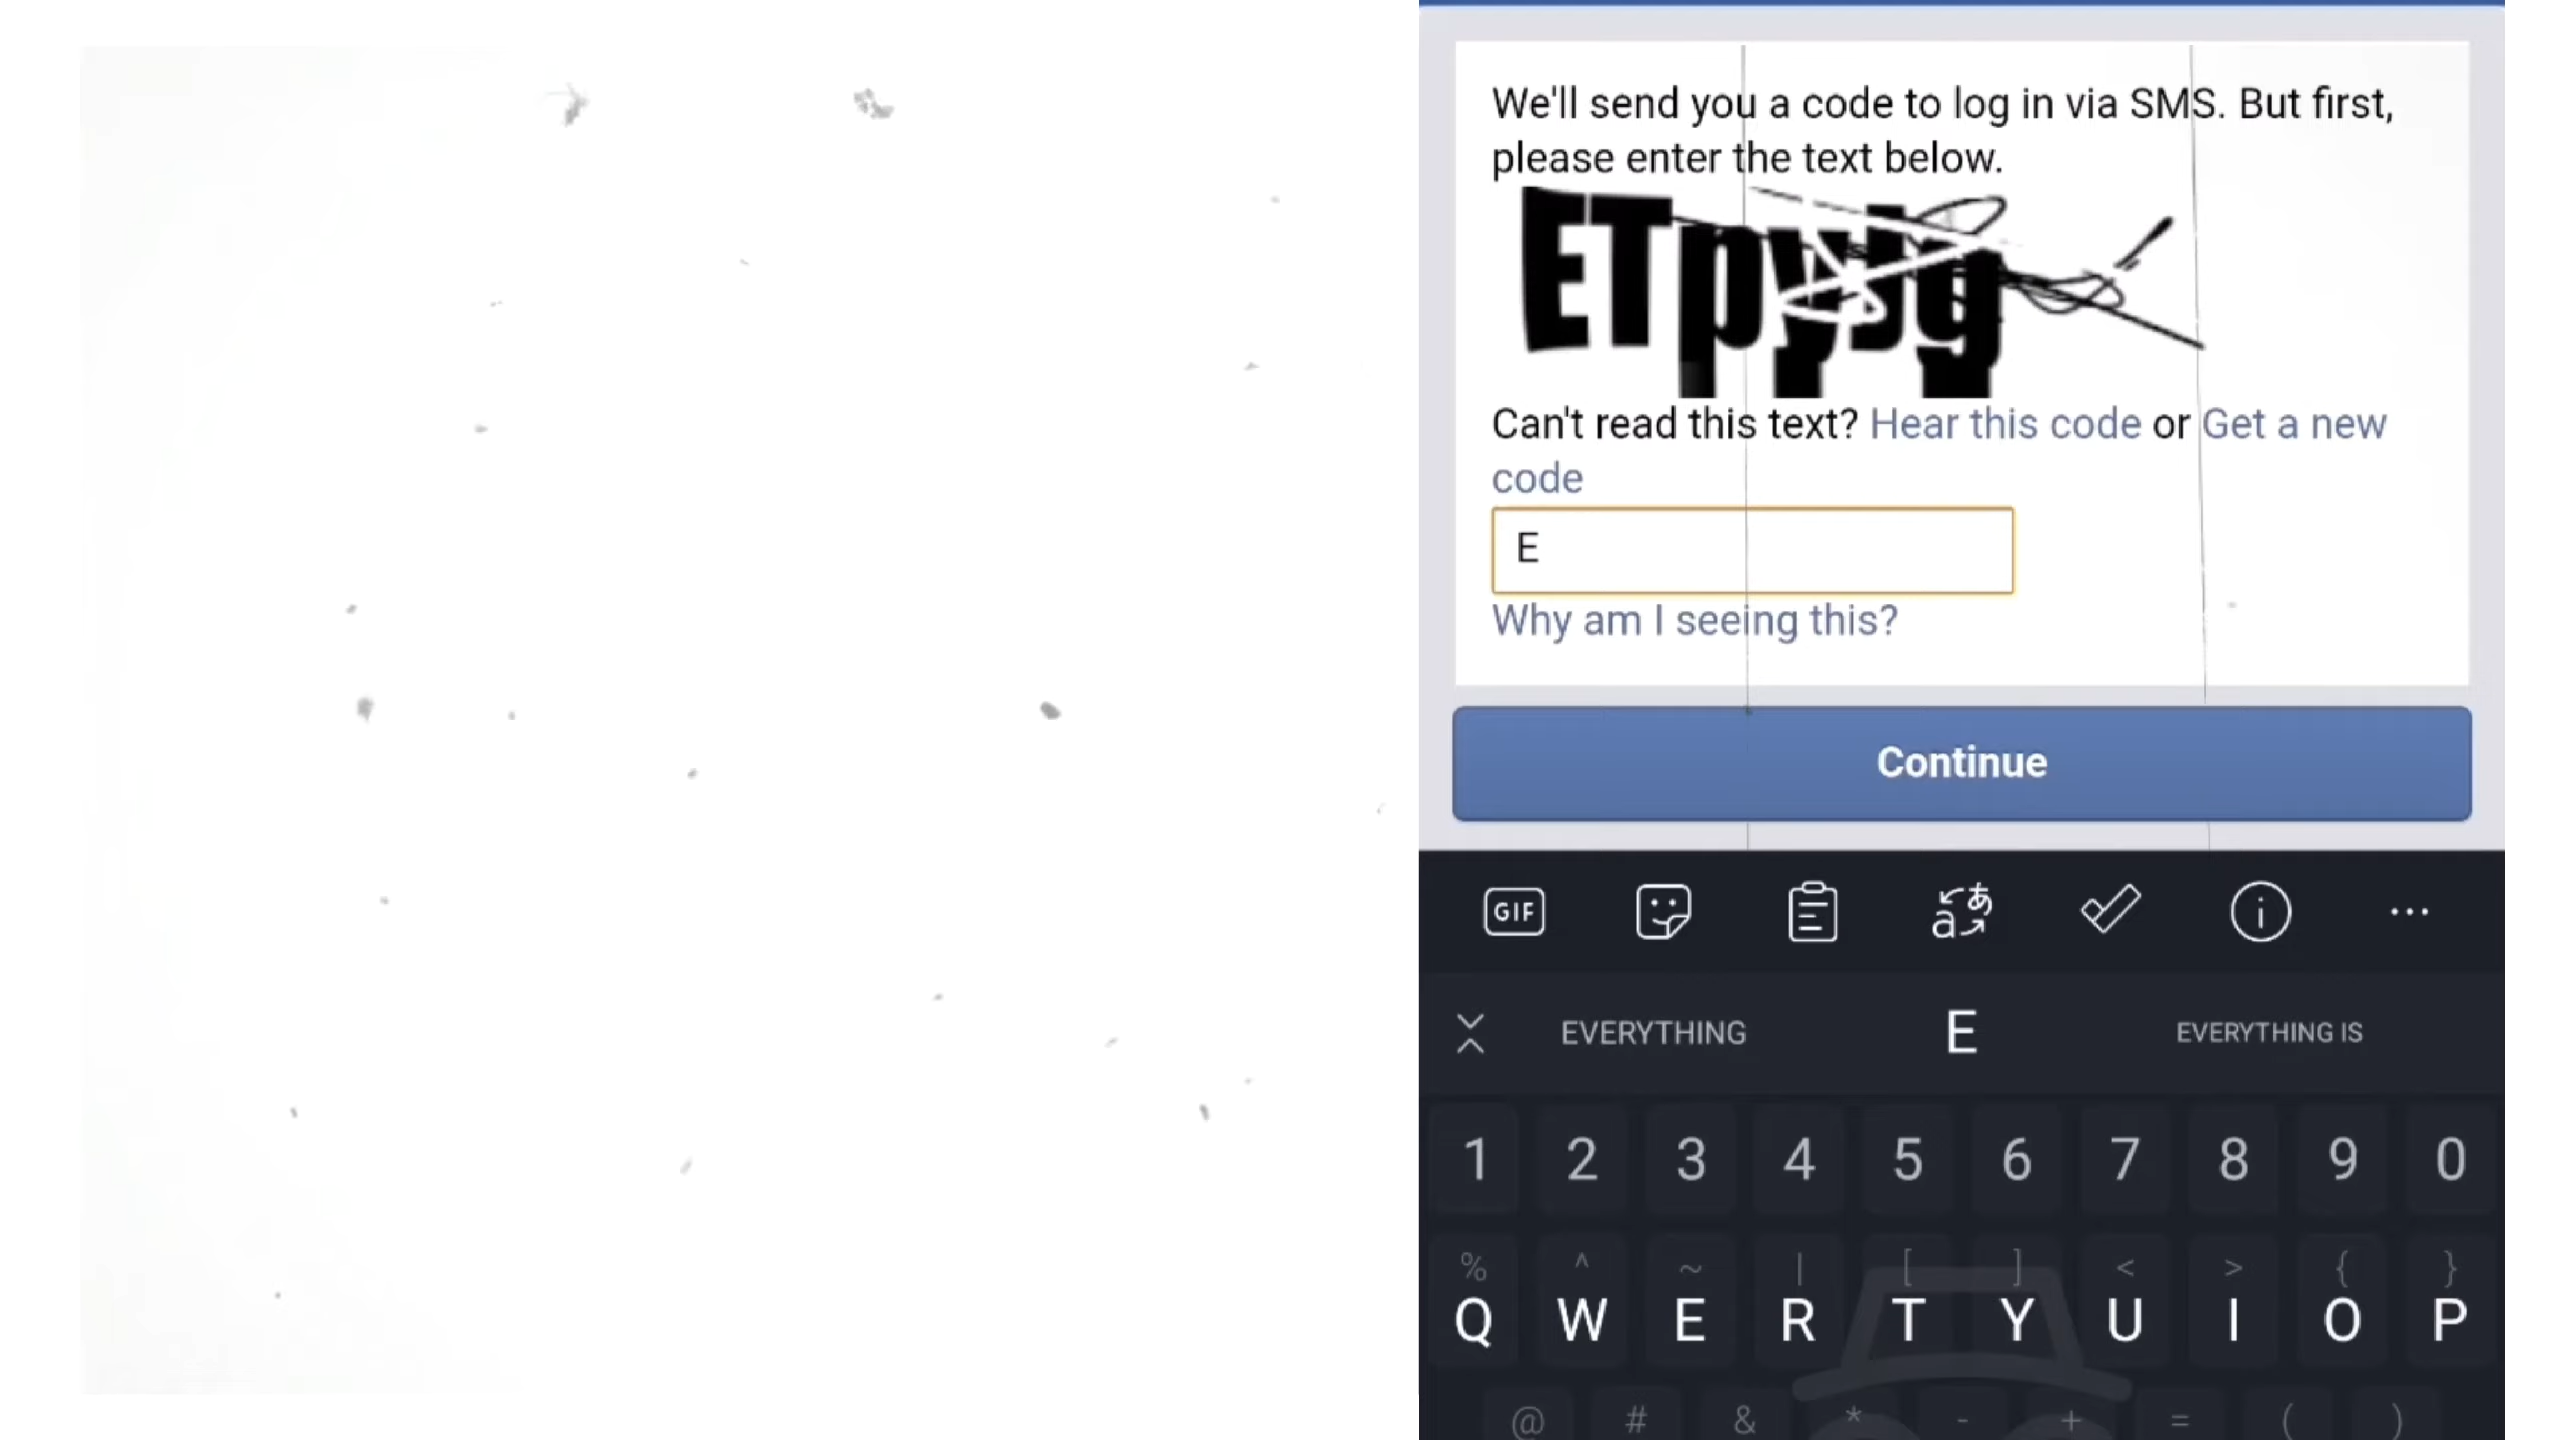 We'll send you a code to log in via SMS. But first,
please enter the text below.
Can't read this text? Hear this code or Get a new
code
E
Why am I seeing this?
Continue
GIF
a あ
EVERYTHING E EVERYTHING IS
1 2 3 4 5 6 7 8 9 0
% ^ ~ | [ ] < > { }
Q W E R T Y U I O P
@ # & * - + = ( )